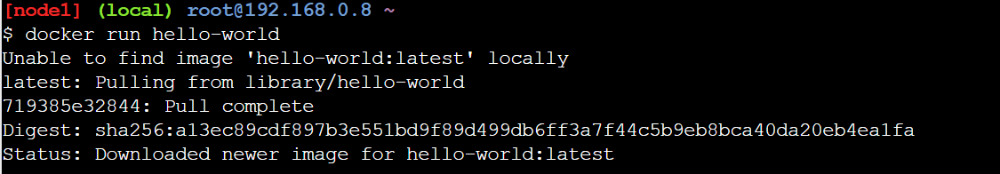 [node1] (local) root@192.168.0.8 ~
$ docker run hello-world
Unable to find image 'hello-world:latest' locally
latest: Pulling from library/hello-world
719385e32844: Pull complete
Digest: sha256:a13ec89cdf897b3e551bd9f89d499db6ff3a7f44c5b9eb8bca40da20eb4ea1fa
Status: Downloaded newer image for hello-world:latest